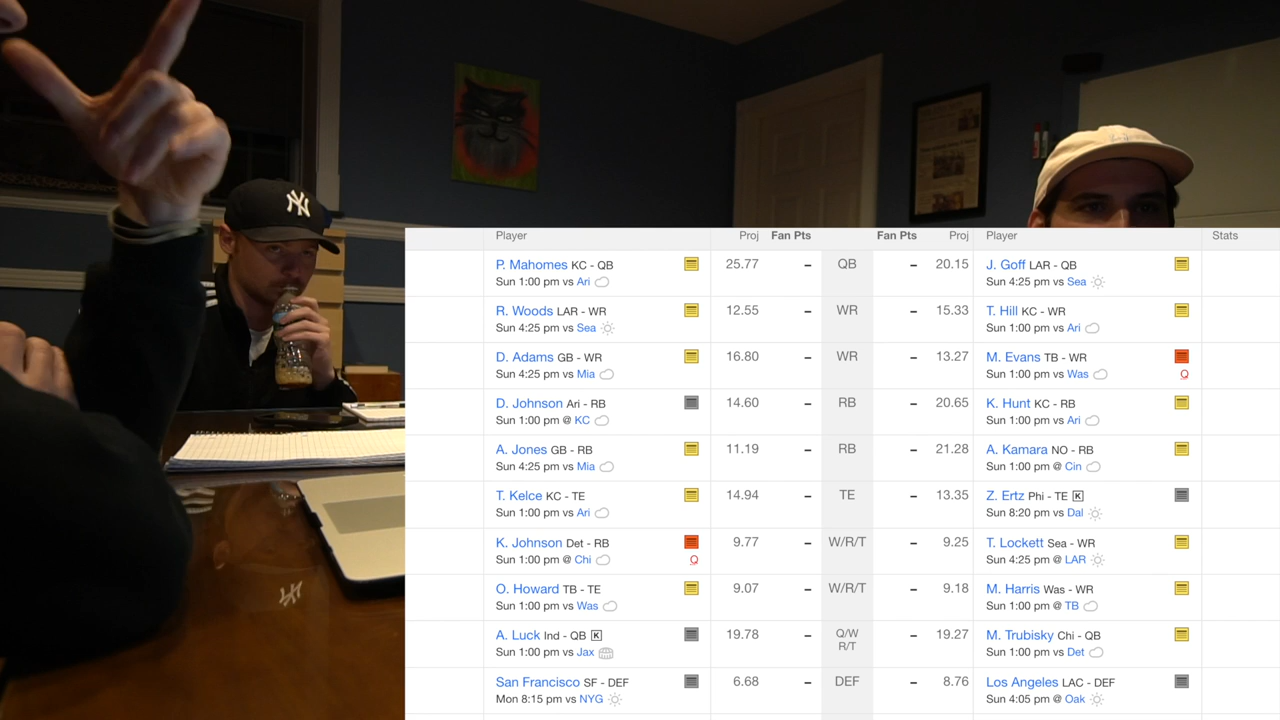 NY
Player Proj Fan Pts Fan Pts Proj Player Stats
P. Mahomes KC - QB 25.77 – QB – 20.15 J. Goff LAR - QB
Sun 1:00 pm vs Ari Sun 4:25 pm vs Sea
R. Woods LAR - WR 12.55 – WR – 15.33 T. Hill KC - WR
Sun 4:25 pm vs Sea Sun 1:00 pm vs Ari
D. Adams GB - WR 16.80 – WR – 13.27 M. Evans TB - WR
Sun 4:25 pm vs Mia Sun 1:00 pm vs Was Q
D. Johnson Ari - RB 14.60 – RB – 20.65 K. Hunt KC - RB
Sun 1:00 pm @ KC Sun 1:00 pm vs Ari
A. Jones GB - RB 11.19 – RB – 21.28 A. Kamara NO - RB
Sun 4:25 pm vs Mia Sun 1:00 pm @ Cin
T. Kelce KC - TE 14.94 – TE – 13.35 Z. Ertz Phi - TE K
Sun 1:00 pm vs Ari Sun 8:20 pm vs Dal
K. Johnson Det - RB 9.77 – W/R/T – 9.25 T. Lockett Sea - WR
Sun 1:00 pm @ Chi Q Sun 4:25 pm @ LAR
O. Howard TB - TE 9.07 – W/R/T – 9.18 M. Harris Was - WR
Sun 1:00 pm vs Was Sun 1:00 pm @ TB
A. Luck Ind - QB K 19.78 – Q/W – 19.27 M. Trubisky Chi - QB
R/T
Sun 1:00 pm vs Jax Sun 1:00 pm vs Det
San Francisco SF - DEF 6.68 – DEF – 8.76 Los Angeles LAC - DEF
Mon 8:15 pm vs NYG Sun 4:05 pm @ Oak